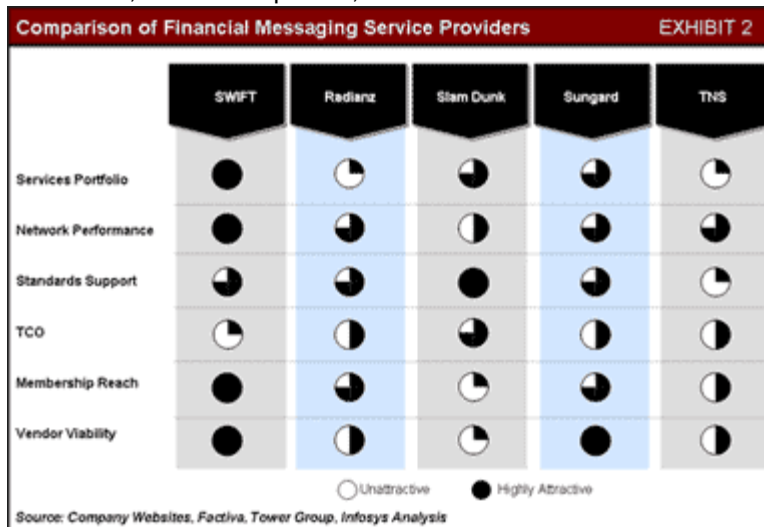 Comparison of Financial Messaging Service Providers EXHIBIT 2
SWIFT Radianz Slam Dunk Sungard TNS
Services Portfolio
Network Performance
Standards Support
TCO
Membership Reach
Vendor Viability
Unattractive Highly Attractive
Source: Company Websites, Factiva, Tower Group, Infosys Analysis